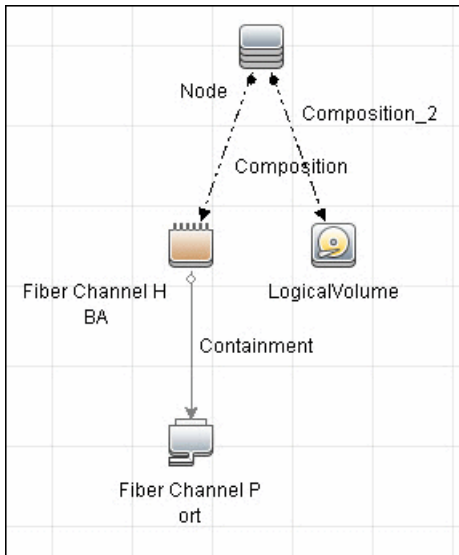 Node
Composition_2
Composition
Fiber Channel H
BA
LogicalVolume
Containment
Fiber Channel P
ort